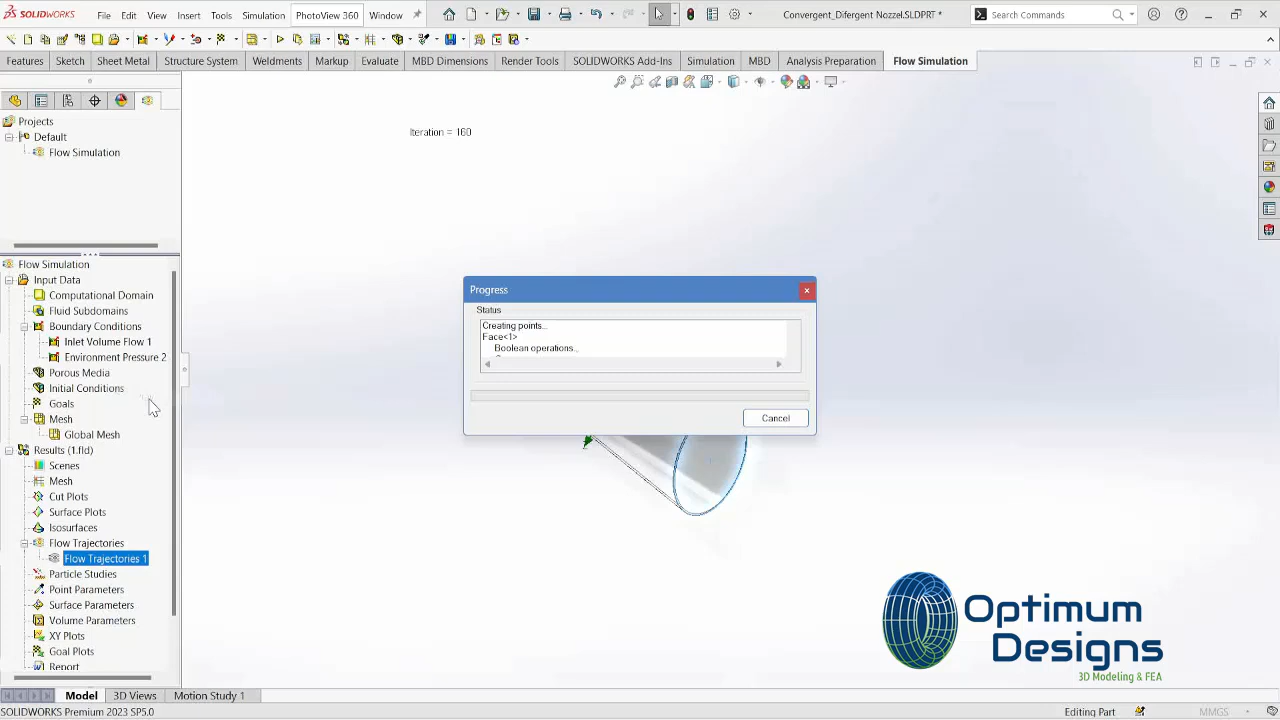 SOLIDWORKS
File Edit View Insert Tools Simulation PhotoView 360 Window
Convergent_Difergent Nozzel.SLDPRT *
Search Commands
Features Sketch Sheet Metal Structure System Weldments Markup Evaluate MBD Dimensions Render Tools SOLIDWORKS Add-Ins Simulation MBD Analysis Preparation Flow Simulation
Projects
Default
Flow Simulation
Iteration = 160
Flow Simulation
Input Data
Computational Domain
Fluid Subdomains
Boundary Conditions
Inlet Volume Flow 1
Environment Pressure 2
Porous Media
Initial Conditions
Goals
Mesh
Global Mesh
Results (1.fld)
Scenes
Mesh
Cut Plots
Surface Plots
Isosurfaces
Flow Trajectories
Flow Trajectories 1
Particle Studies
Point Parameters
Surface Parameters
Volume Parameters
XY Plots
Goal Plots
Report
Progress
Status
Creating points...
Face<1>
Boolean operations...
Cancel
Optimum
Designs
3D Modeling & FEA
Model 3D Views Motion Study 1
SOLIDWORKS Premium 2023 SP5.0
Editing Part
MMGS